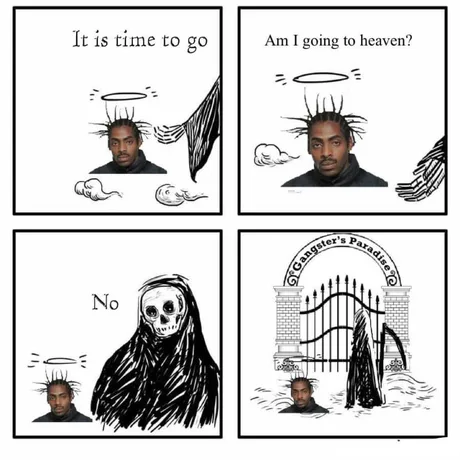 It is time to go
Am I going to heaven?
No
Gangster's Paradise